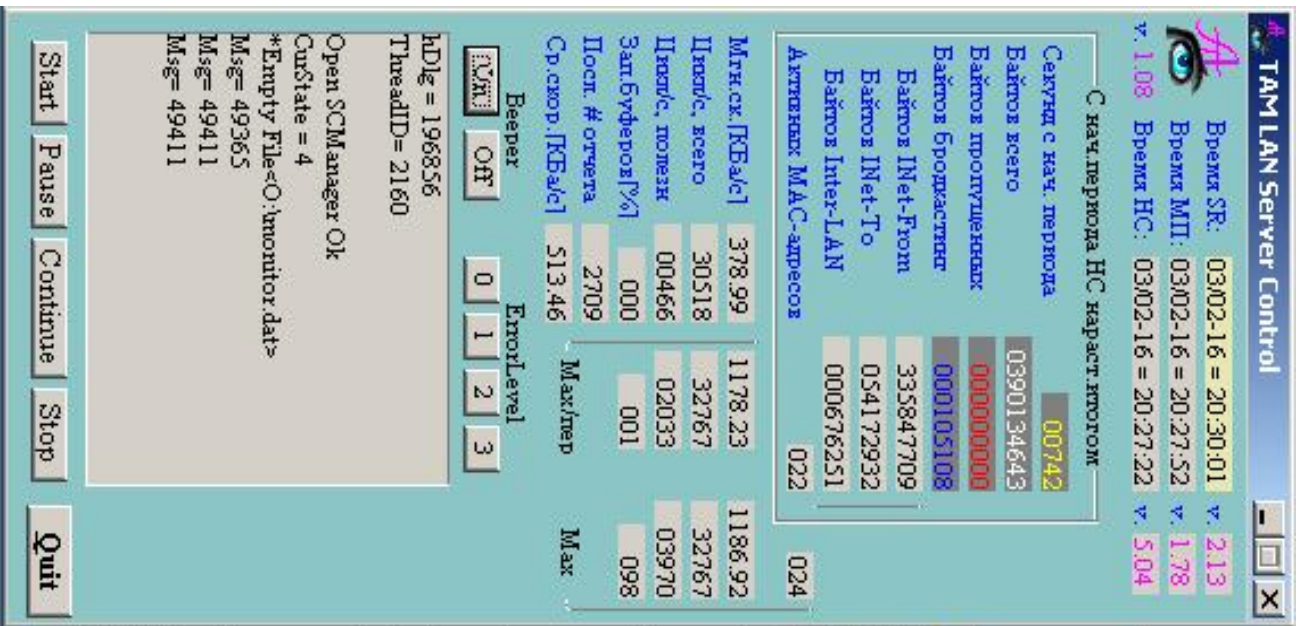 TAM LAN Server Control
Время SR: 03/02-16 = 20:30:01 v. 2.13
Время МП: 03/02-16 = 20:27:52 v. 1.78
v. 1.08 Время НС: 03/02-16 = 20:27:22 v. 5.04
С нач.периода НС нараст.итогом
Секунд с нач. периода 00742
Байтов всего 0390134643
Байтов пропущенных 000000000
Байтов бродкастинг 000105108
Байтов INet-From 335847709
Байтов INet-To 054172932
Байтов Inter-LAN 000676251
Активных MAC-адресов 022 024
Мгн.ск.[КБа/с] 378.99 1178.23 1186.92
Цикл/с, всего 30518 32767 32767
Цикл/с, полезн 00466 02033 03970
Зап.буферов[%] 000 001 098
Посл. # отчета 2709
Ср.скор.[КБа/с] 513.46 Max/пер Max
Beeper ErrorLevel
On Off 0 1 2 3
hDlg = 196856
ThreadID= 2160
Open SCManager Ok
CurState = 4
*Empty File<O:\monitor.dat>
Msg= 49365
Msg= 49411
Msg= 49411
Start Pause Continue Stop Quit